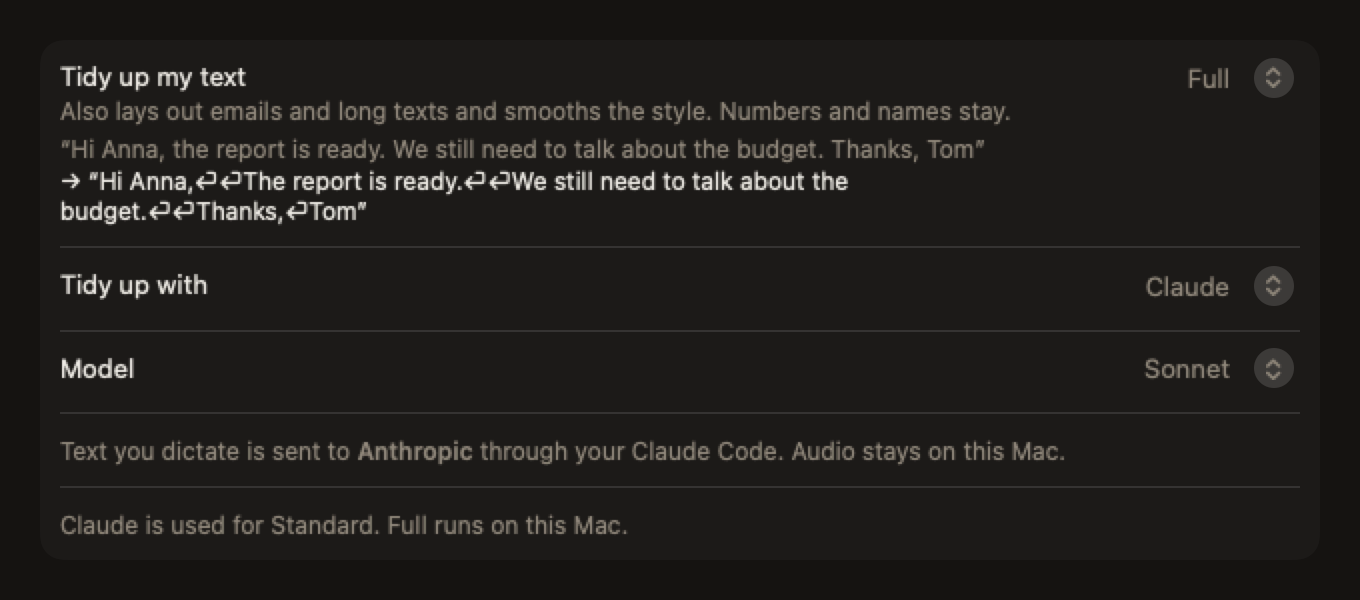 Tidy up my text
Full
Also lays out emails and long texts and smooths the style. Numbers and names stay.
“Hi Anna, the report is ready. We still need to talk about the budget. Thanks, Tom”
→ “Hi Anna,↩↩The report is ready.↩↩We still need to talk about the
budget.↩↩Thanks,↩Tom”
Tidy up with
Claude
Model
Sonnet
Text you dictate is sent to Anthropic through your Claude Code. Audio stays on this Mac.
Claude is used for Standard. Full runs on this Mac.